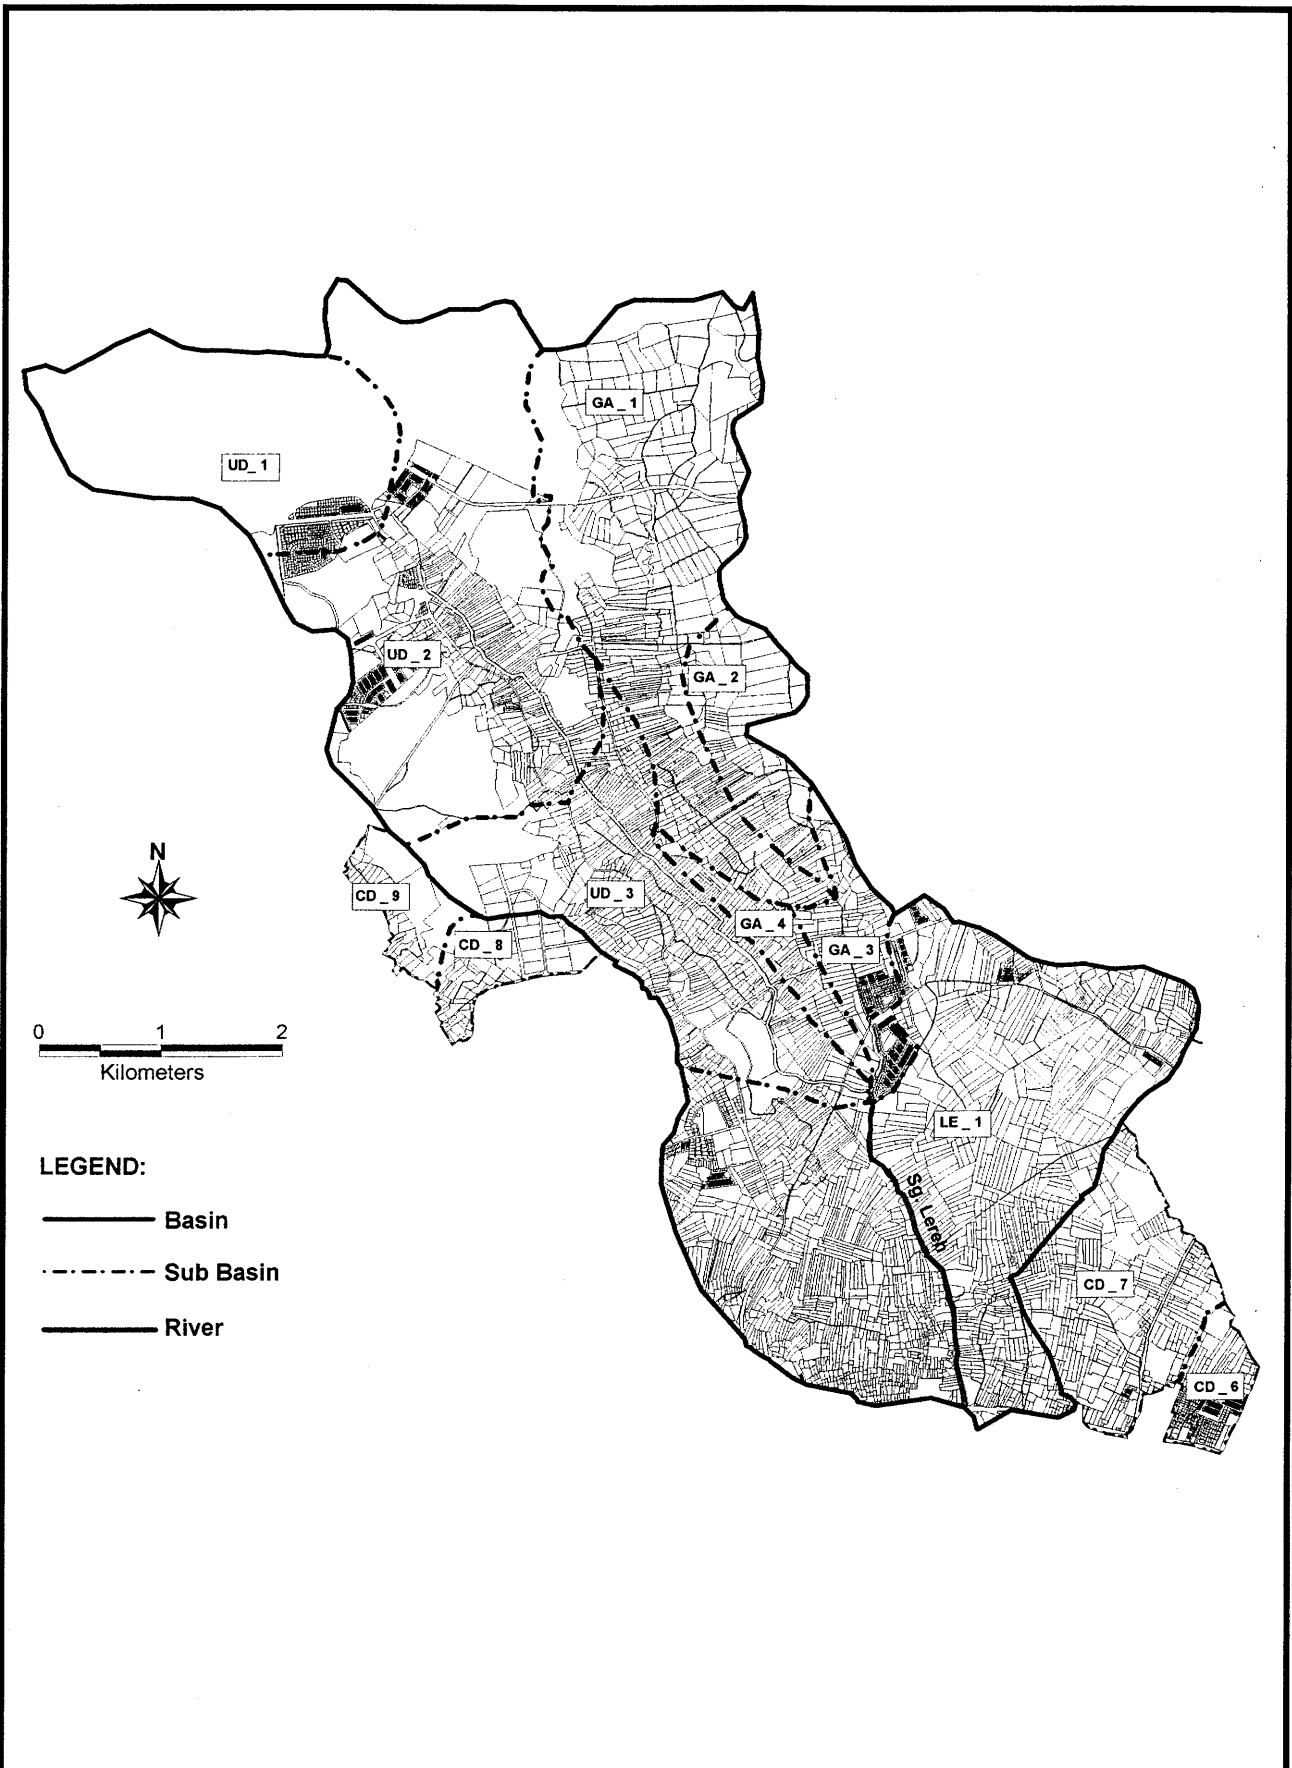 GA _ 1
UD_ 1
UD _ 2
GA _ 2
N
CD _ 9
UD _ 3
GA _ 4
CD _ 8
GA _ 3
0 1 2
Kilometers
LE _ 1
LEGEND:
Basin
Sub Basin
River
Sg. Lereh
CD _ 7
CD _ 6